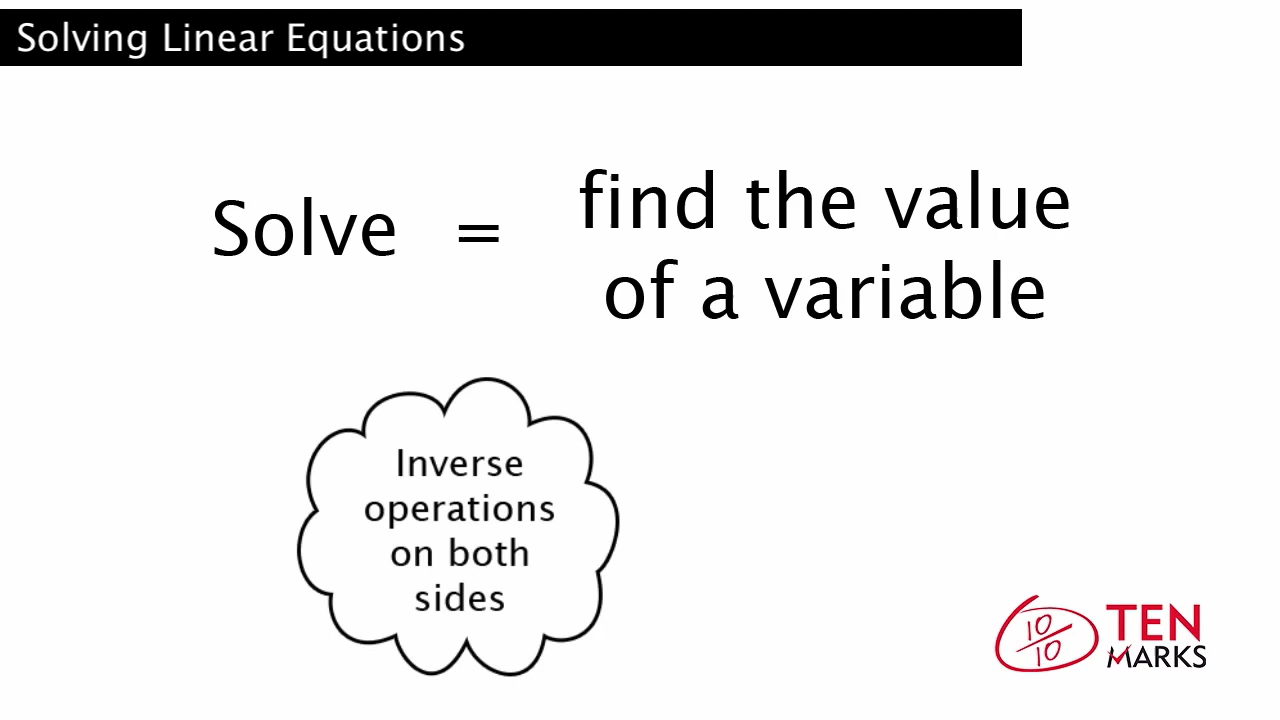 Solving Linear Equations
Solve = find the value
of a variable
Inverse
operations
on both
sides
10/10 TEN
MARKS